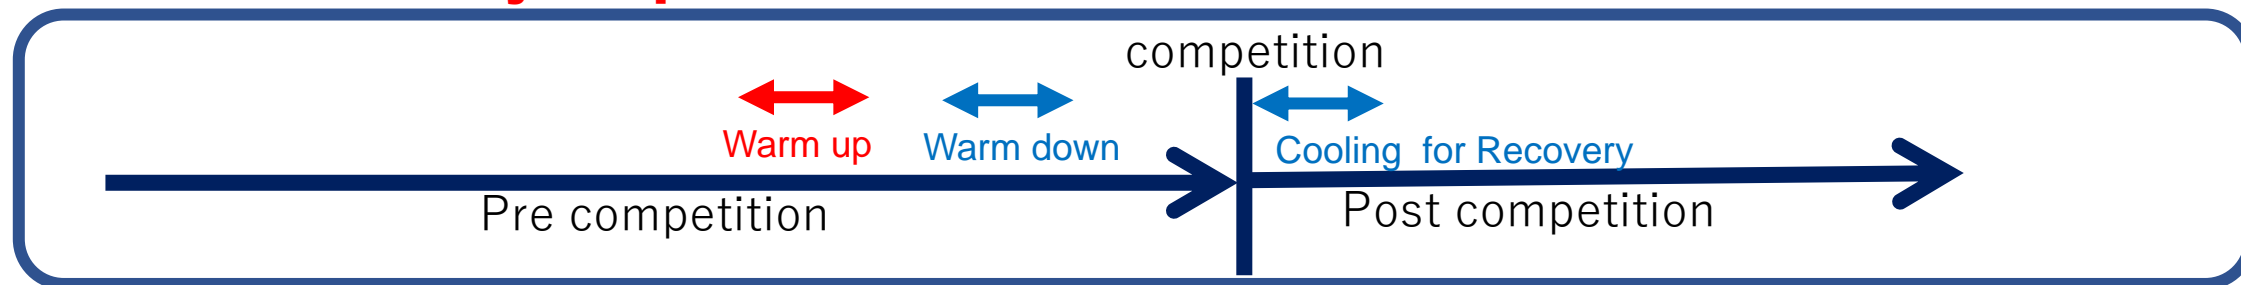 competition
Warm up
Warm down
Cooling for Recovery
Pre competition
Post competition